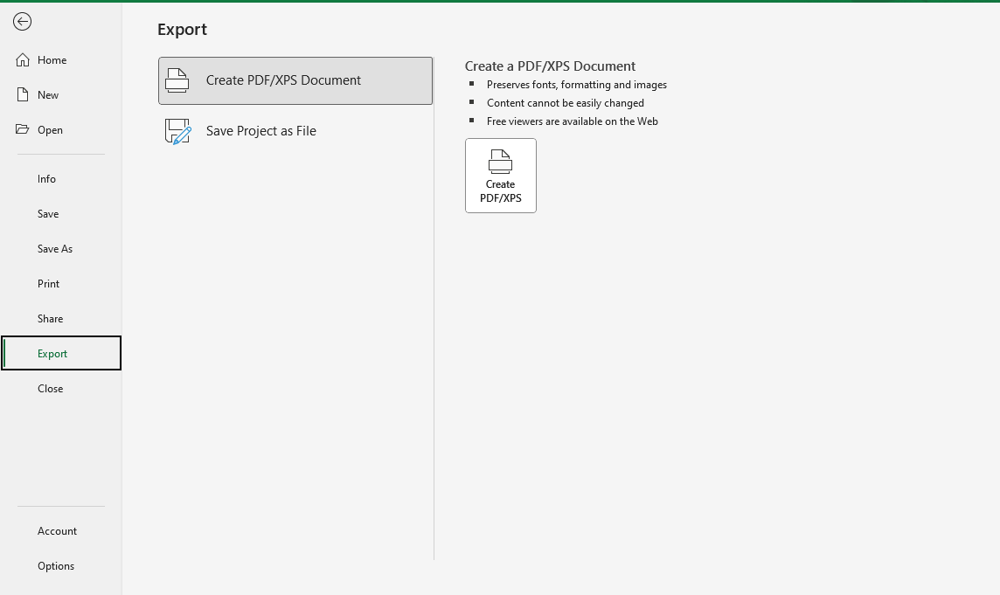 Export
Home
New
Open
Info
Save
Save As
Print
Share
Export
Close
Account
Options
Create PDF/XPS Document
Save Project as File
Create a PDF/XPS Document
Preserves fonts, formatting and images
Content cannot be easily changed
Free viewers are available on the Web
Create
PDF/XPS